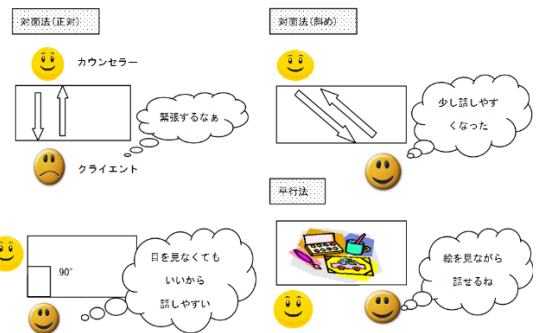 対面法(正対)
カウンセラー
緊張するなぁ
クライエント
対面法(斜め)
少し話しやす
くなった
90°
目を見なくても
いいから
話しやすい
平行法
絵を見ながら
話せるね